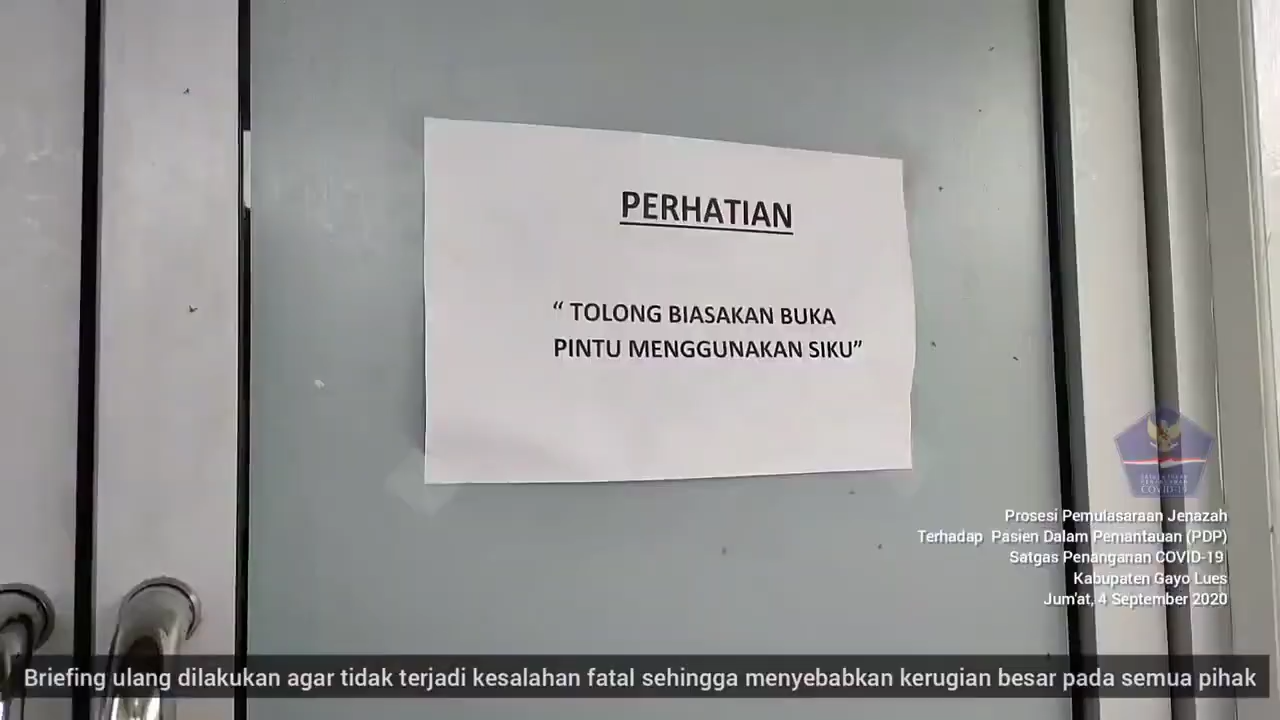 PERHATIAN
“ TOLONG BIASAKAN BUKA
PINTU MENGGUNAKAN SIKU”
COVID-19
Prosesi Pemulasaraan Jenazah
Terhadap Pasien Dalam Pemantauan (PDP)
Satgas Penanganan COVID-19
Kabupaten Gayo Lues
Jum'at, 4 September 2020
Briefing ulang dilakukan agar tidak terjadi kesalahan fatal sehingga menyebabkan kerugian besar pada semua pihak